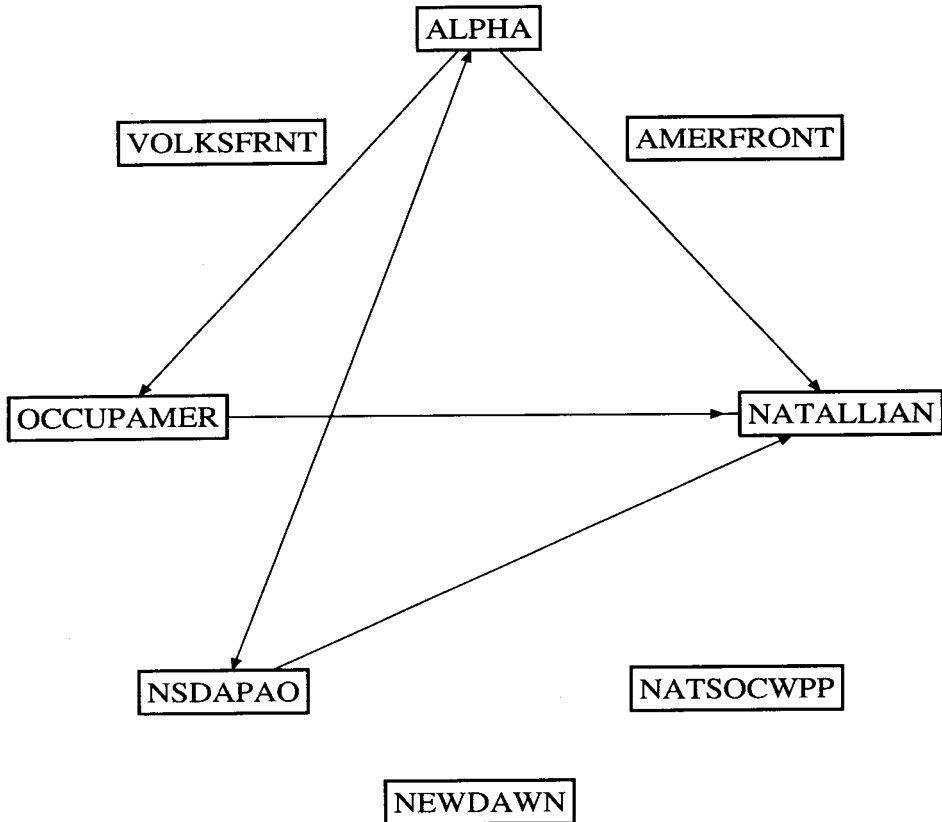 ALPHA
VOLKSFRNT
AMERFRONT
OCCUPAMER
NATALLIAN
NSDAPAO
NATSOCWPP
NEWDAWN